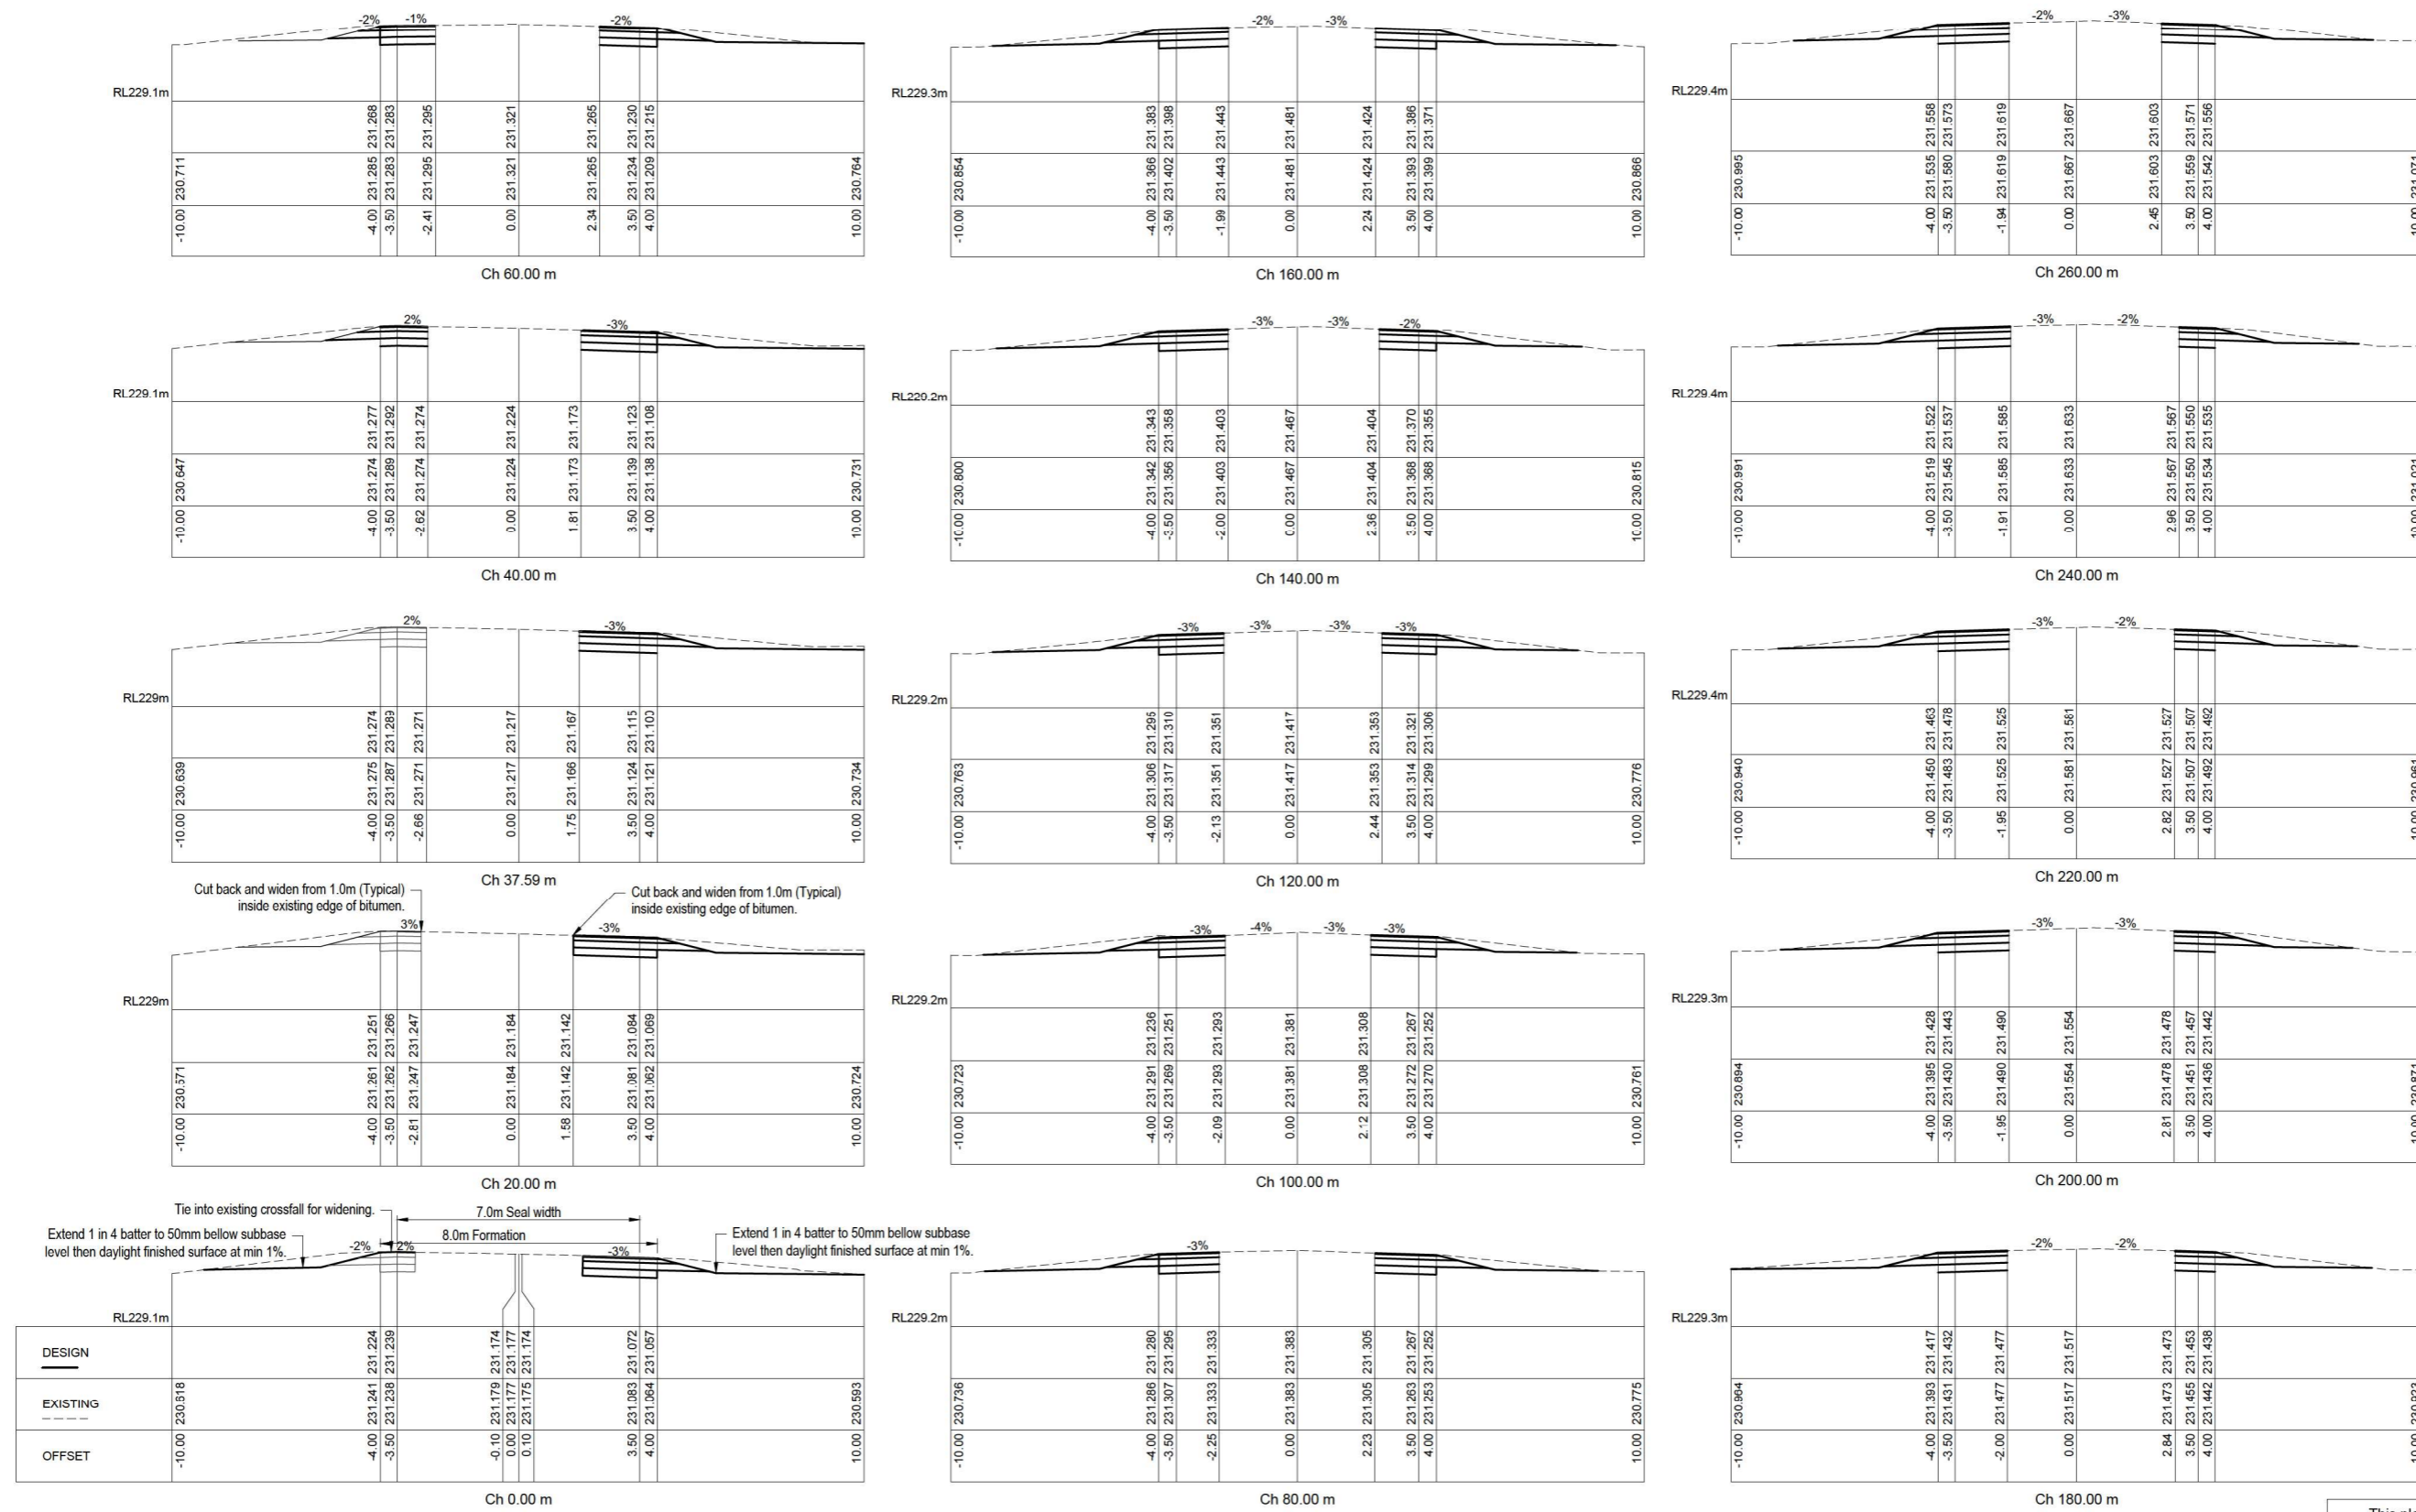 -2% -1% -2%
RL229.1m
231.268 231.283 231.295 231.321 231.265 231.230 231.215
230.711 231.285 231.283 231.295 231.321 231.265 231.234 231.209 230.764
-10.00 -4.00 -3.50 -2.41 0.00 2.34 3.50 4.00 10.00
Ch 60.00 m
-2% -3%
RL229.3m
231.383 231.398 231.443 231.481 231.424 231.386 231.371
230.854 231.366 231.402 231.443 231.481 231.424 231.393 231.399 230.866
-10.00 -4.00 -3.50 -1.99 0.00 2.24 3.50 4.00 10.00
Ch 160.00 m
-2% -3%
RL229.4m
231.558 231.573 231.619 231.667 231.603 231.571 231.556
230.995 231.535 231.580 231.619 231.667 231.603 231.559 231.542
-10.00 -4.00 -3.50 -1.94 0.00 2.45 3.50 4.00
Ch 260.00 m
2% -3%
RL229.1m
231.277 231.292 231.274 231.224 231.173 231.123 231.108
230.647 231.274 231.289 231.274 231.224 231.173 231.139 231.138 230.731
-10.00 -4.00 -3.50 -2.62 0.00 1.81 3.50 4.00 10.00
Ch 40.00 m
-3% -3% -2%
RL220.2m
231.343 231.358 231.403 231.467 231.404 231.370 231.355
230.800 231.342 231.356 231.403 231.467 231.404 231.368 231.368 230.815
-10.00 -4.00 -3.50 -2.00 0.00 2.36 3.50 4.00 10.00
Ch 140.00 m
-3% -2%
RL229.4m
231.522 231.537 231.585 231.633 231.567 231.550 231.535
230.991 231.519 231.545 231.585 231.633 231.567 231.550 231.534
-10.00 -4.00 -3.50 -1.91 0.00 2.96 3.50 4.00
Ch 240.00 m
2% -3%
RL229m
231.274 231.289 231.271 231.217 231.167 231.115 231.100
230.639 231.275 231.287 231.271 231.217 231.166 231.124 231.121 230.734
-10.00 -4.00 -3.50 -2.66 0.00 1.75 3.50 4.00 10.00
Ch 37.59 m
-3% -3% -3% -3%
RL229.2m
231.295 231.310 231.351 231.417 231.353 231.321 231.306
230.763 231.306 231.317 231.351 231.417 231.353 231.314 231.299 230.776
-10.00 -4.00 -3.50 -2.13 0.00 2.44 3.50 4.00 10.00
Ch 120.00 m
-3% -2%
RL229.4m
231.463 231.478 231.525 231.581 231.527 231.507 231.492
230.940 231.450 231.483 231.525 231.581 231.527 231.507 231.492
-10.00 -4.00 -3.50 -1.95 0.00 2.82 3.50 4.00
Ch 220.00 m
Cut back and widen from 1.0m (Typical)
inside existing edge of bitumen.
Cut back and widen from 1.0m (Typical)
inside existing edge of bitumen.
3% -3%
RL229m
231.251 231.266 231.247 231.184 231.142 231.084 231.069
230.571 231.261 231.262 231.247 231.184 231.142 231.081 231.062 230.724
-10.00 -4.00 -3.50 -2.81 0.00 1.58 3.50 4.00 10.00
Ch 20.00 m
-3% -4% -3% -3%
RL229.2m
231.236 231.251 231.293 231.381 231.308 231.267 231.252
230.723 231.291 231.269 231.293 231.381 231.308 231.272 231.270 230.761
-10.00 -4.00 -3.50 -2.09 0.00 2.12 3.50 4.00 10.00
Ch 100.00 m
-3% -3%
RL229.3m
231.428 231.443 231.490 231.554 231.478 231.457 231.442
230.894 231.395 231.430 231.490 231.554 231.478 231.451 231.436
-10.00 -4.00 -3.50 -1.95 0.00 2.81 3.50 4.00
Ch 200.00 m
Tie into existing crossfall for widening.
7.0m Seal width
Extend 1 in 4 batter to 50mm bellow subbase
level then daylight finished surface at min 1%.
8.0m Formation
Extend 1 in 4 batter to 50mm bellow subbase
level then daylight finished surface at min 1%.
-2% 2% -3%
RL229.1m
DESIGN 231.224 231.239 231.174 231.177 231.174 231.072 231.057
EXISTING 230.618 231.241 231.238 231.179 231.177 231.175 231.083 231.064 230.593
OFFSET -10.00 -4.00 -3.50 -0.10 0.00 0.10 3.50 4.00 10.00
Ch 0.00 m
-3%
RL229.2m
231.280 231.295 231.333 231.383 231.305 231.267 231.252
230.736 231.286 231.307 231.333 231.383 231.305 231.263 231.253 230.775
-10.00 -4.00 -3.50 -2.25 0.00 2.23 3.50 4.00 10.00
Ch 80.00 m
-2% -2%
RL229.3m
231.417 231.432 231.477 231.517 231.473 231.453 231.438
230.964 231.393 231.431 231.477 231.517 231.473 231.455 231.442
-10.00 -4.00 -3.50 -2.00 0.00 2.84 3.50 4.00
Ch 180.00 m